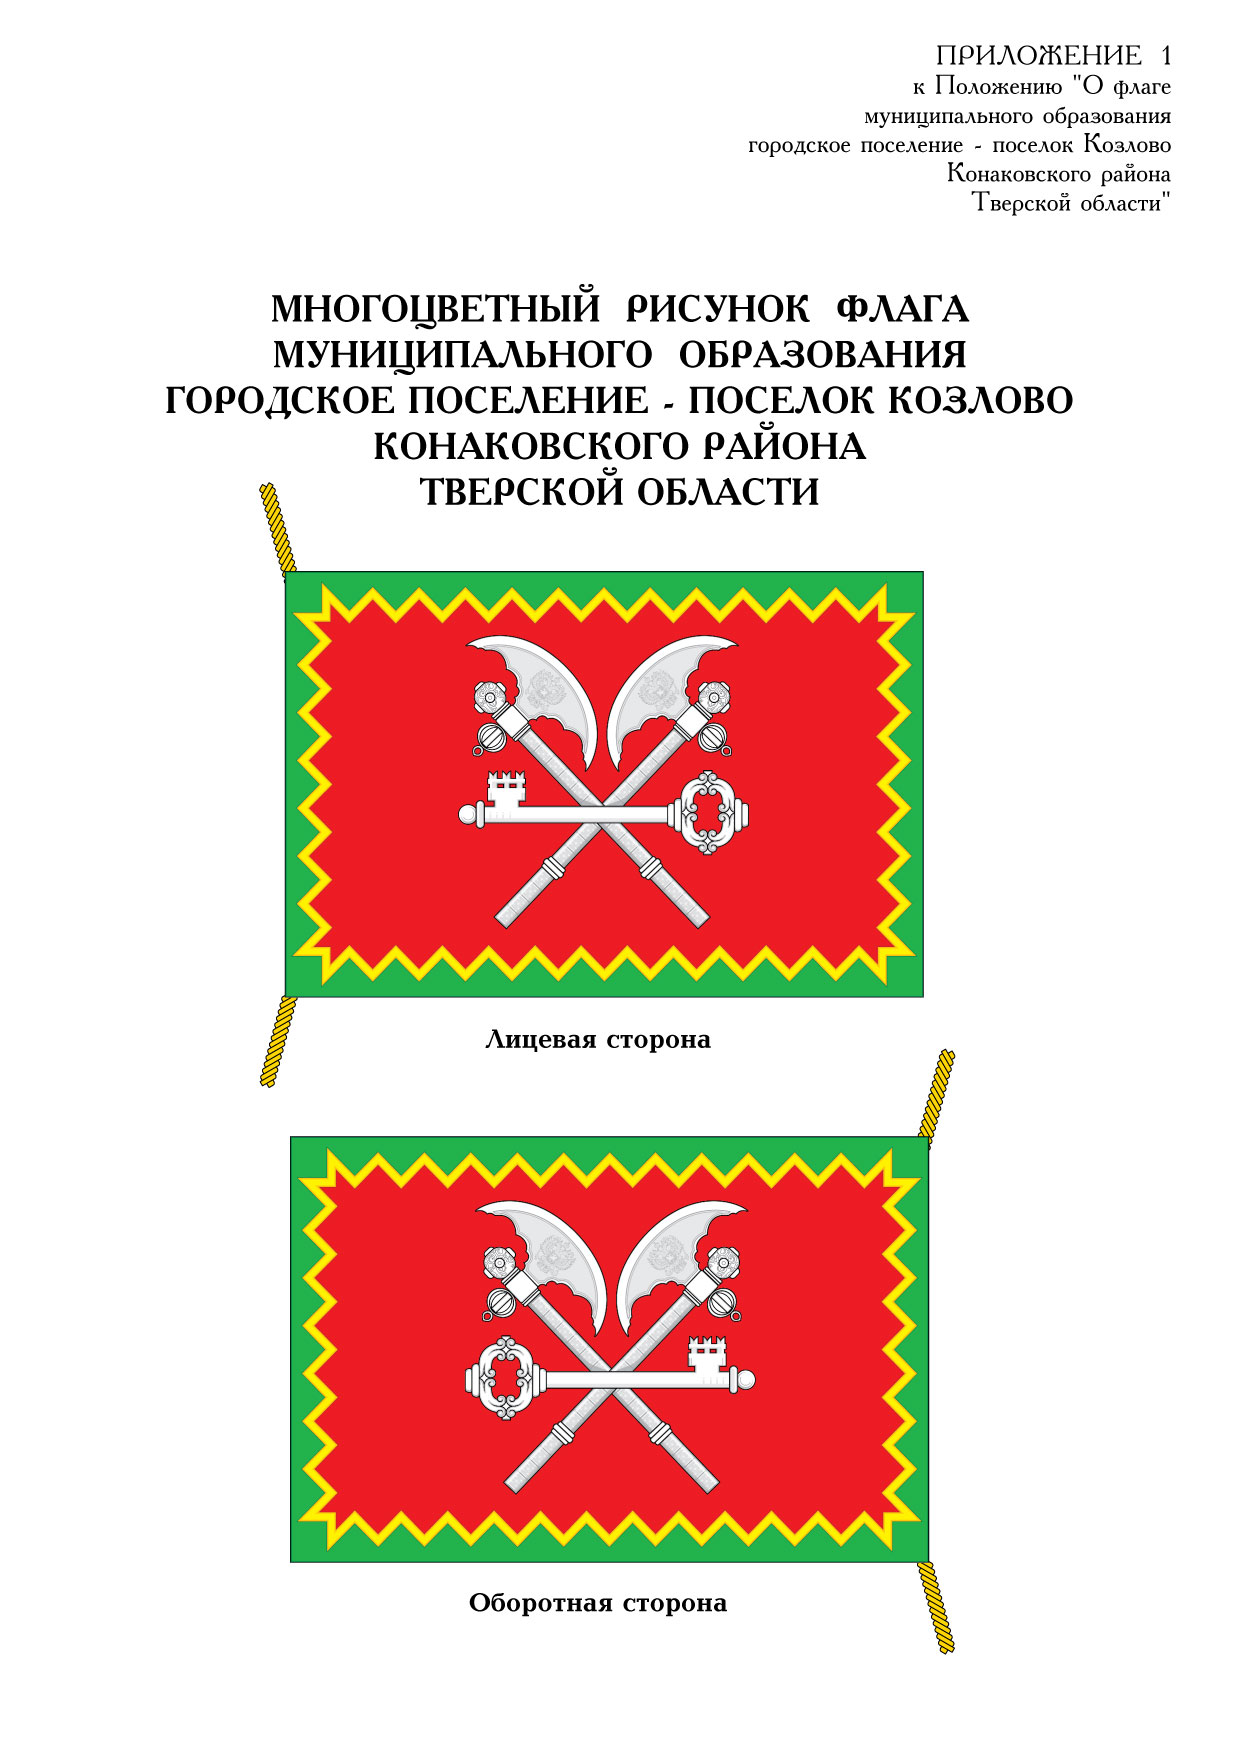 ПРИЛОЖЕНИЕ 1
к Положению "О флаге
муниципального образования
городское поселение - поселок Козлово
Конаковского района
Тверской области"
МНОГОЦВЕТНЫЙ РИСУНОК ФЛАГА
МУНИЦИПАЛЬНОГО ОБРАЗОВАНИЯ
ГОРОДСКОЕ ПОСЕЛЕНИЕ - ПОСЕЛОК КОЗЛОВО
КОНАКОВСКОГО РАЙОНА
ТВЕРСКОЙ ОБЛАСТИ
Лицевая сторона
Оборотная сторона